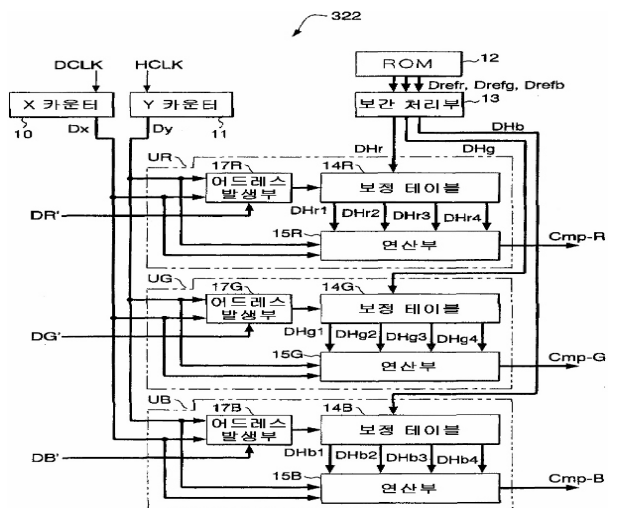 322
DCLK HCLK
ROM 12
Drefr, Drefg, Drefb
X 카운터 Y 카운터 보간 처리부 13
10 Dx Dy 11 DHb
DHr DHg
UR 17R 14R
어드레스 발생부 보정 테이블
DR' DHr1 DHr2 DHr3 DHr4
15R 연산부 Cmp-R
UG 17G 14G
어드레스 발생부 보정 테이블
DG' DHg1 DHg2 DHg3 DHg4
15G 연산부 Cmp-G
UB 17B 14B
어드레스 발생부 보정 테이블
DB' DHb1 DHb2 DHb3 DHb4
15B 연산부 Cmp-B